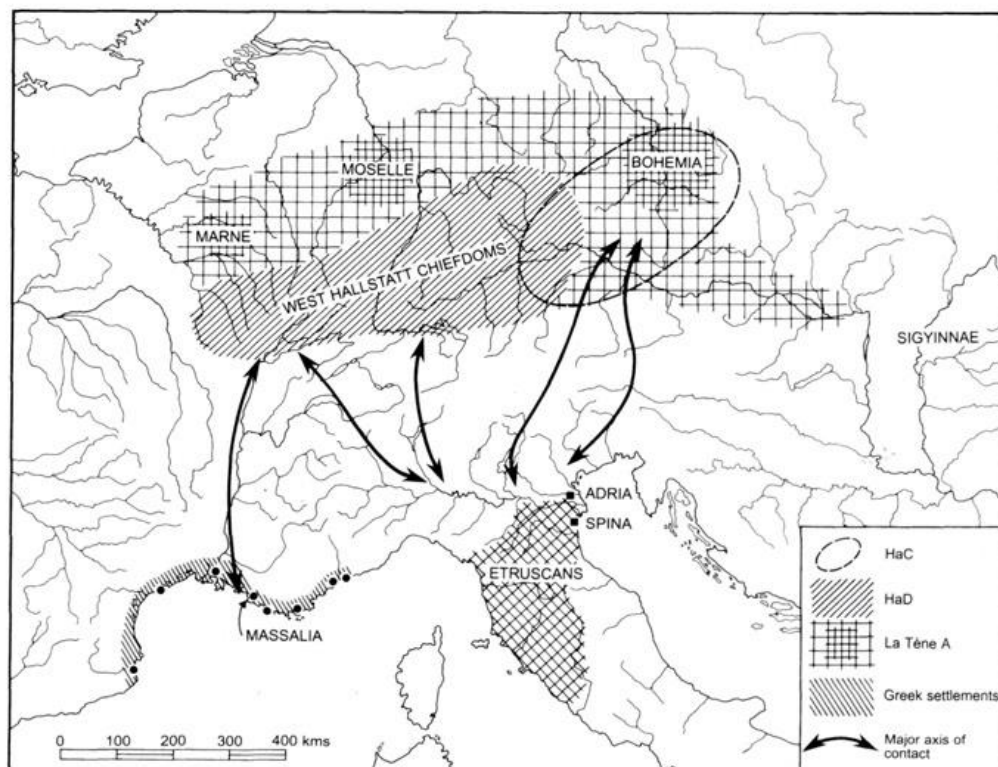 BOHEMIA
MOSELLE
MARNE
WEST HALLSTATT CHIEFDOMS
SIGYINNAE
ADRIA
SPINA
ETRUSCANS
MASSALIA
0 100 200 300 400 kms
HaC
HaD
La Tène A
Greek settlements
Major axis of
contact